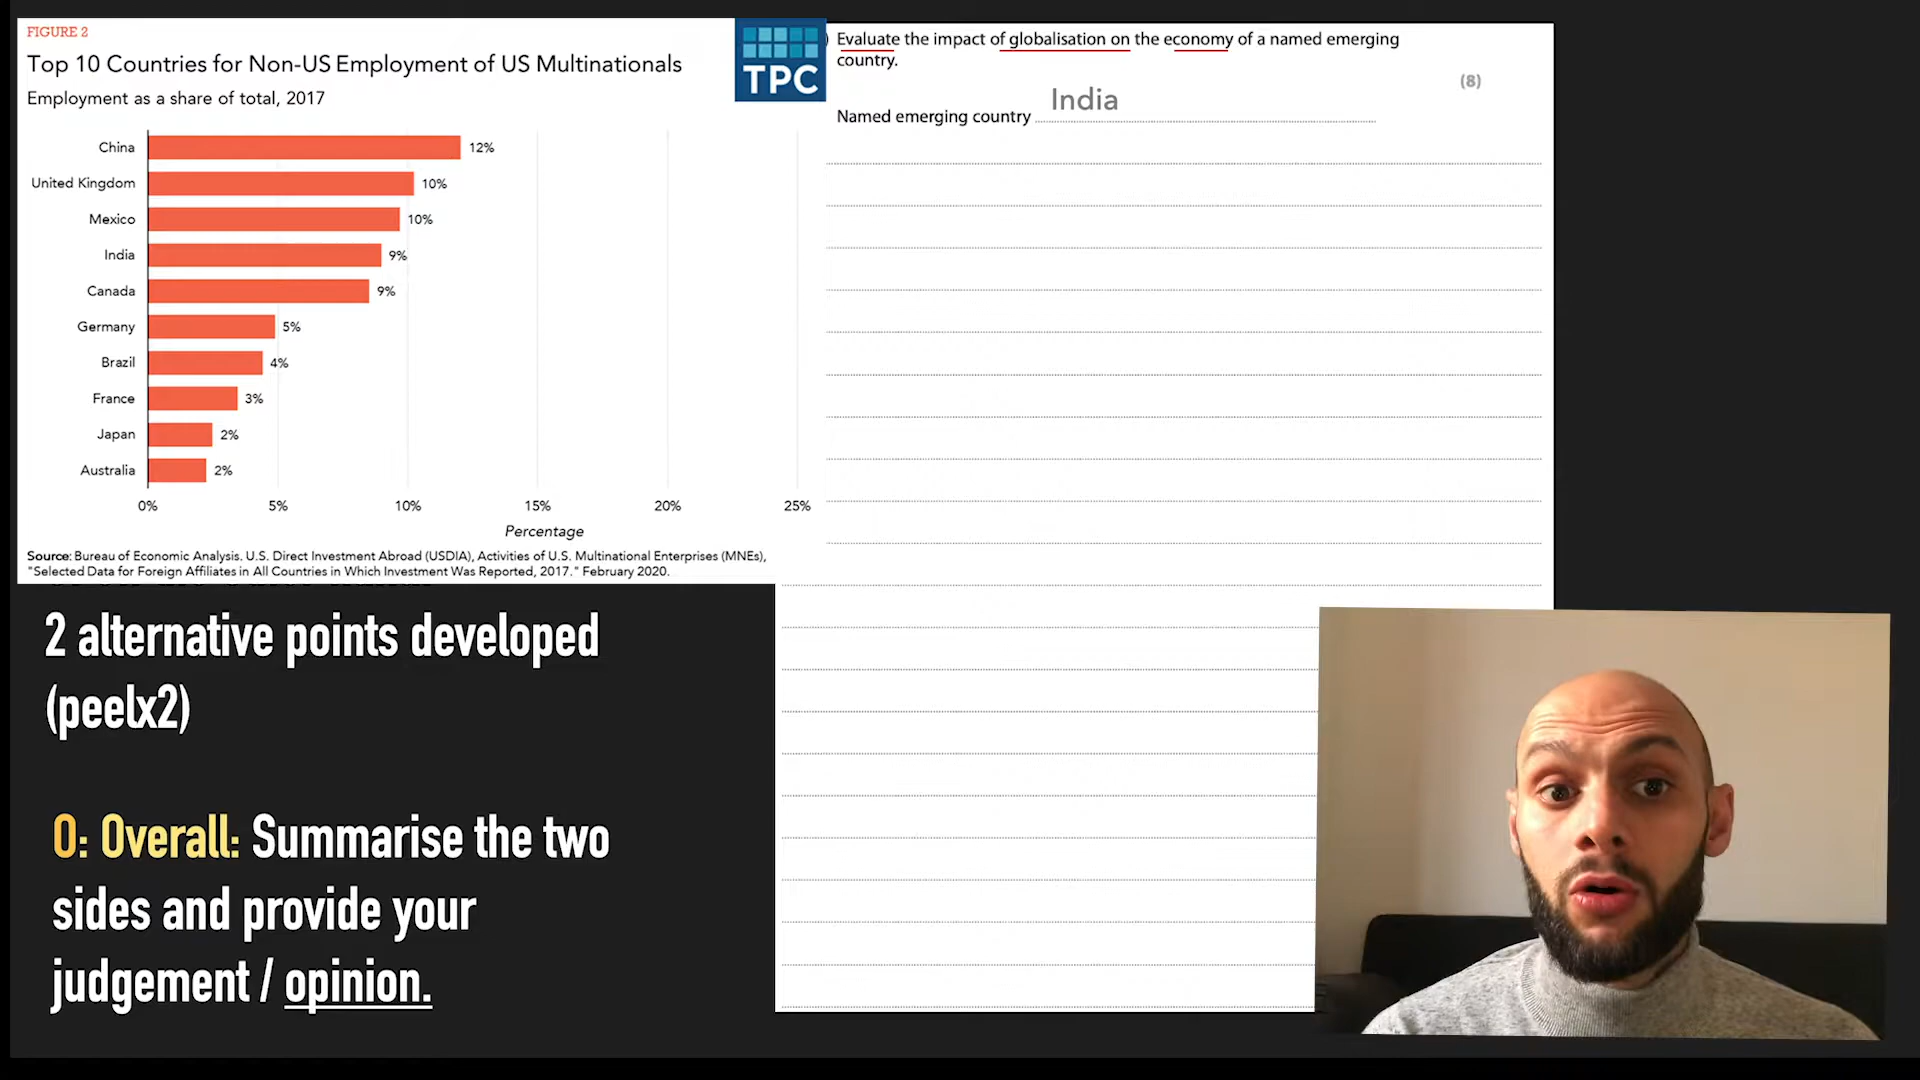 FIGURE 2
Top 10 Countries for Non-US Employment of US Multinationals
Employment as a share of total, 2017
TPC
China 12%
United Kingdom 10%
Mexico 10%
India 9%
Canada 9%
Germany 5%
Brazil 4%
France 3%
Japan 2%
Australia 2%
0% 5% 10% 15% 20% 25%
Percentage
Source: Bureau of Economic Analysis. U.S. Direct Investment Abroad (USDIA), Activities of U.S. Multinational Enterprises (MNEs),
"Selected Data for Foreign Affiliates in All Countries in Which Investment Was Reported, 2017." February 2020.
2 alternative points developed
(peelx2)
O: Overall: Summarise the two
sides and provide your
judgement / opinion.
) Evaluate the impact of globalisation on the economy of a named emerging
country.
(8)
Named emerging country India